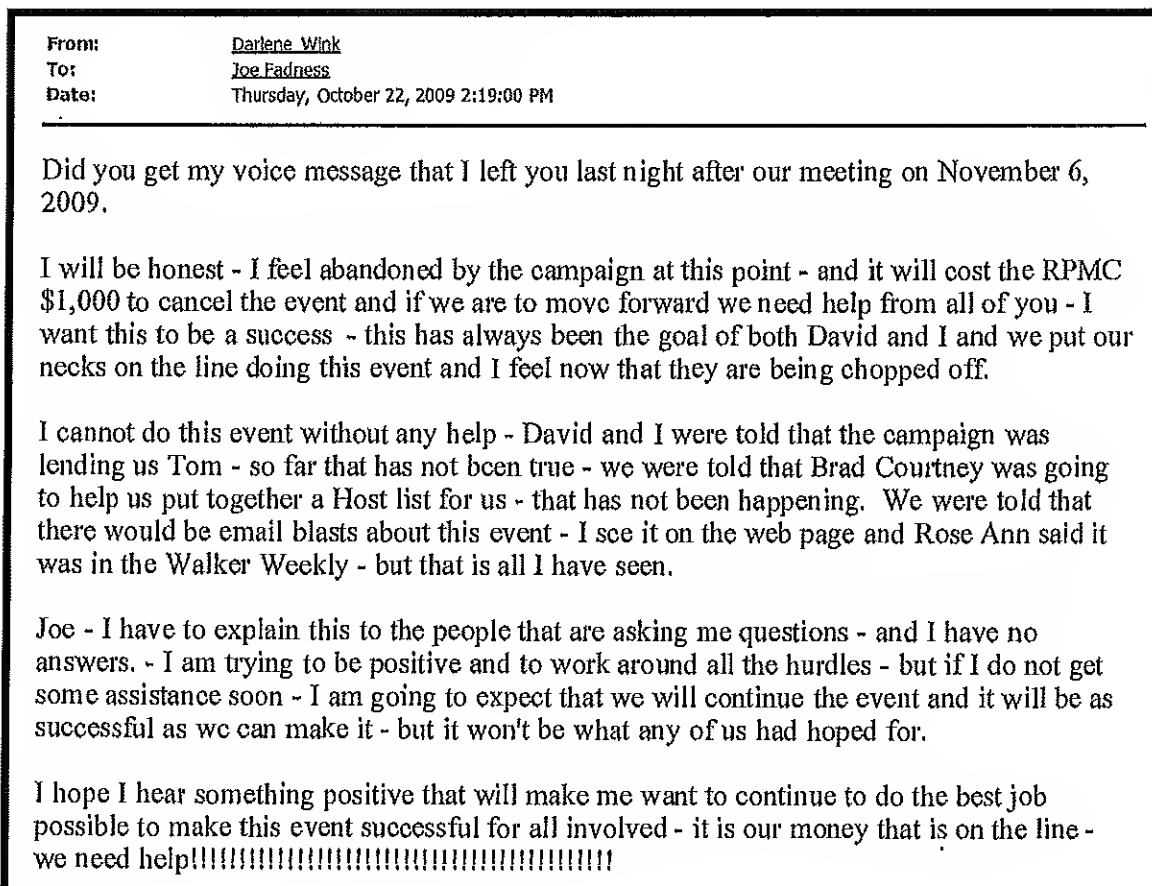 From: Darlene Wink
To: Joe Fadness
Date: Thursday, October 22, 2009 2:19:00 PM
Did you get my voice message that I left you last night after our meeting on November 6,
2009.
I will be honest - I feel abandoned by the campaign at this point - and it will cost the RPMC
$1,000 to cancel the event and if we are to move forward we need help from all of you - I
want this to be a success - this has always been the goal of both David and I and we put our
necks on the line doing this event and I feel now that they are being chopped off.
I cannot do this event without any help - David and I were told that the campaign was
lending us Tom - so far that has not been true - we were told that Brad Courtney was going
to help us put together a Host list for us - that has not been happening. We were told that
there would be email blasts about this event - I see it on the web page and Rose Ann said it
was in the Walker Weekly - but that is all I have seen.
Joe - I have to explain this to the people that are asking me questions - and I have no
answers. - I am trying to be positive and to work around all the hurdles - but if I do not get
some assistance soon - I am going to expect that we will continue the event and it will be as
successful as we can make it - but it won't be what any of us had hoped for.
I hope I hear something positive that will make me want to continue to do the best job
possible to make this event successful for all involved - it is our money that is on the line -
we need help!!!!!!!!!!!!!!!!!!!!!!!!!!!!!!!!!!!!!!!!!!!!